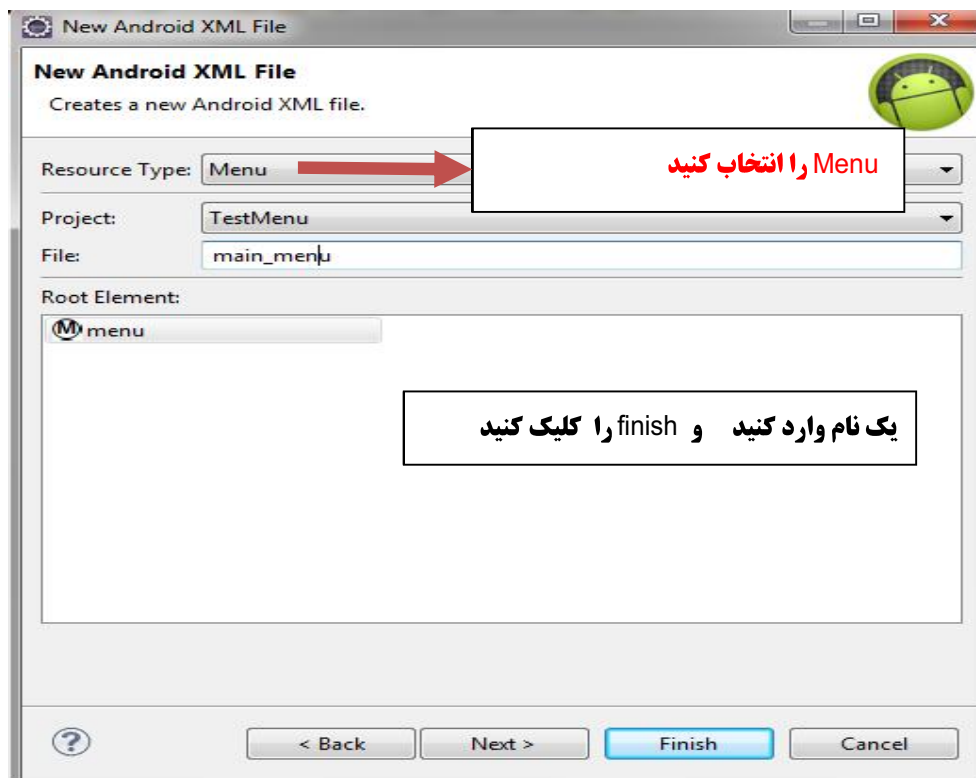 New Android XML File
New Android XML File
Creates a new Android XML file.
Resource Type: Menu
Menu را انتخاب کنید
Project: TestMenu
File: main_menu
Root Element:
M menu
یک نام وارد کنید و finish را کلیک کنید
? < Back Next > Finish Cancel